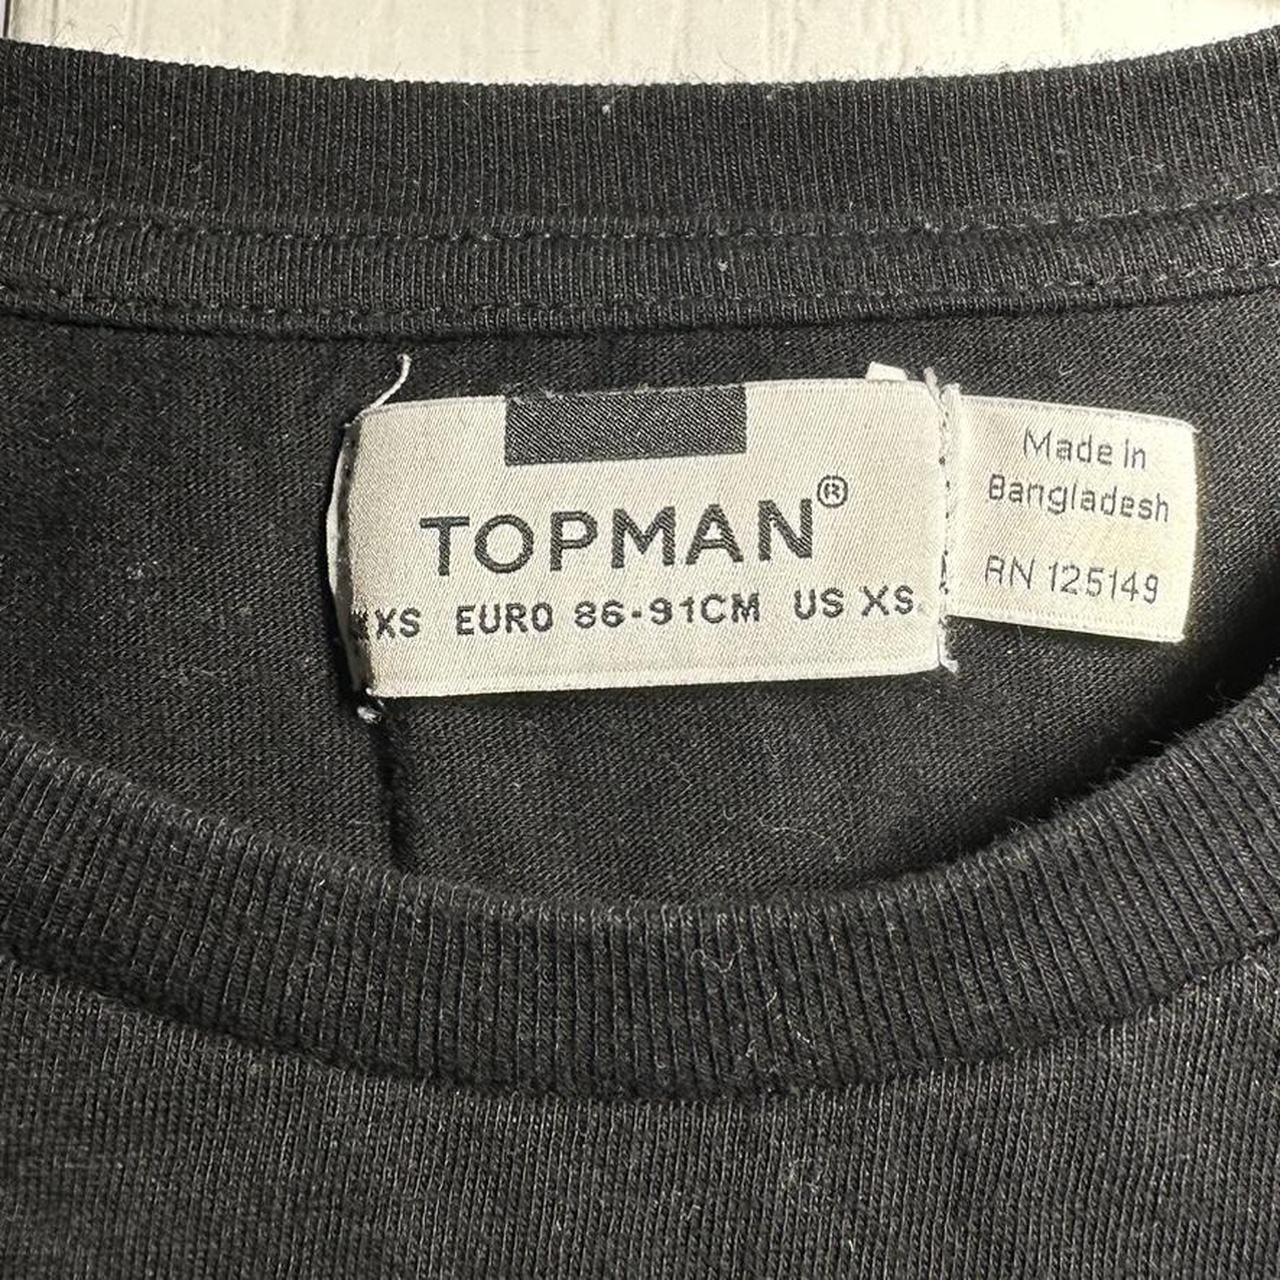 TOPMAN®
XS EURO 86-91CM US XS
Made in
Bangladesh
RN 125149